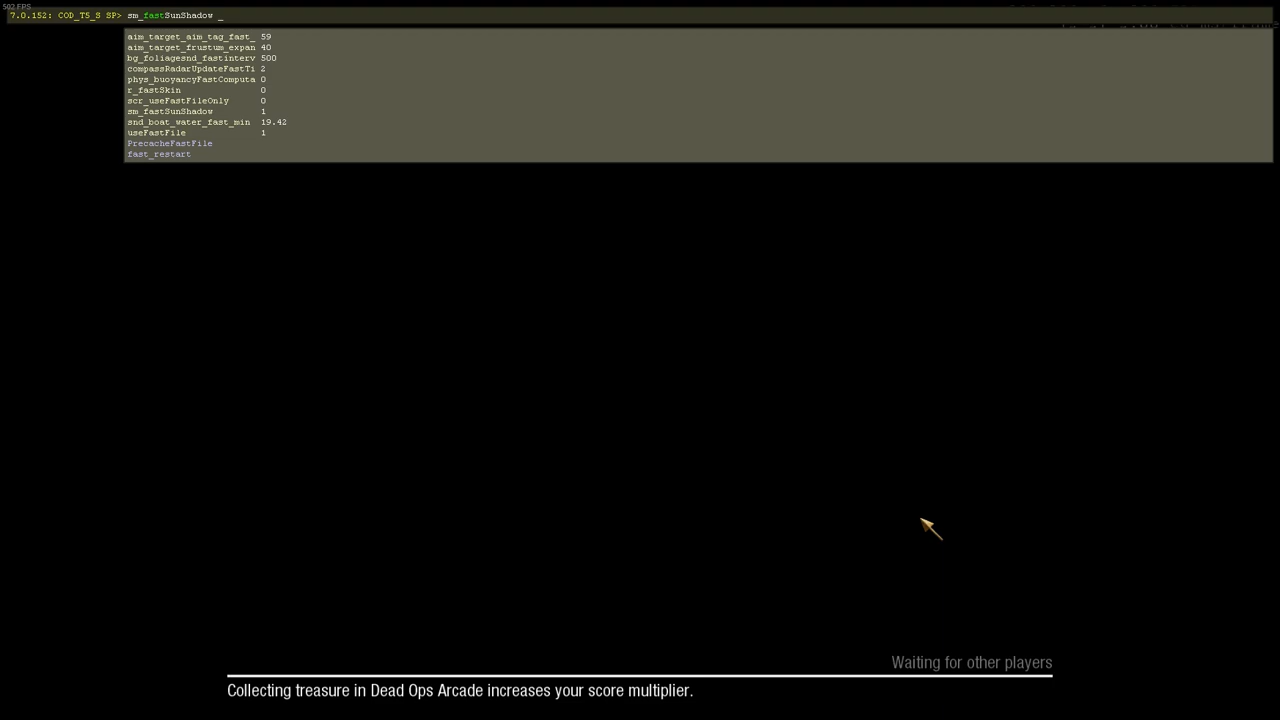 502 FPS
7.0.152: COD_T5_S SP> sm_fastSunShadow _
aim_target_aim_tag_fast_ 59
aim_target_frustum_expan 40
bg_foliagesnd_fastinterv 500
compassRadarUpdateFastTi 2
phys_buoyancyFastComputa 0
r_fastSkin 0
scr_useFastFileOnly 0
sm_fastSunShadow 1
snd_boat_water_fast_min 19.42
useFastFile 1
PrecacheFastFile
fast_restart
Waiting for other players
Collecting treasure in Dead Ops Arcade increases your score multiplier.